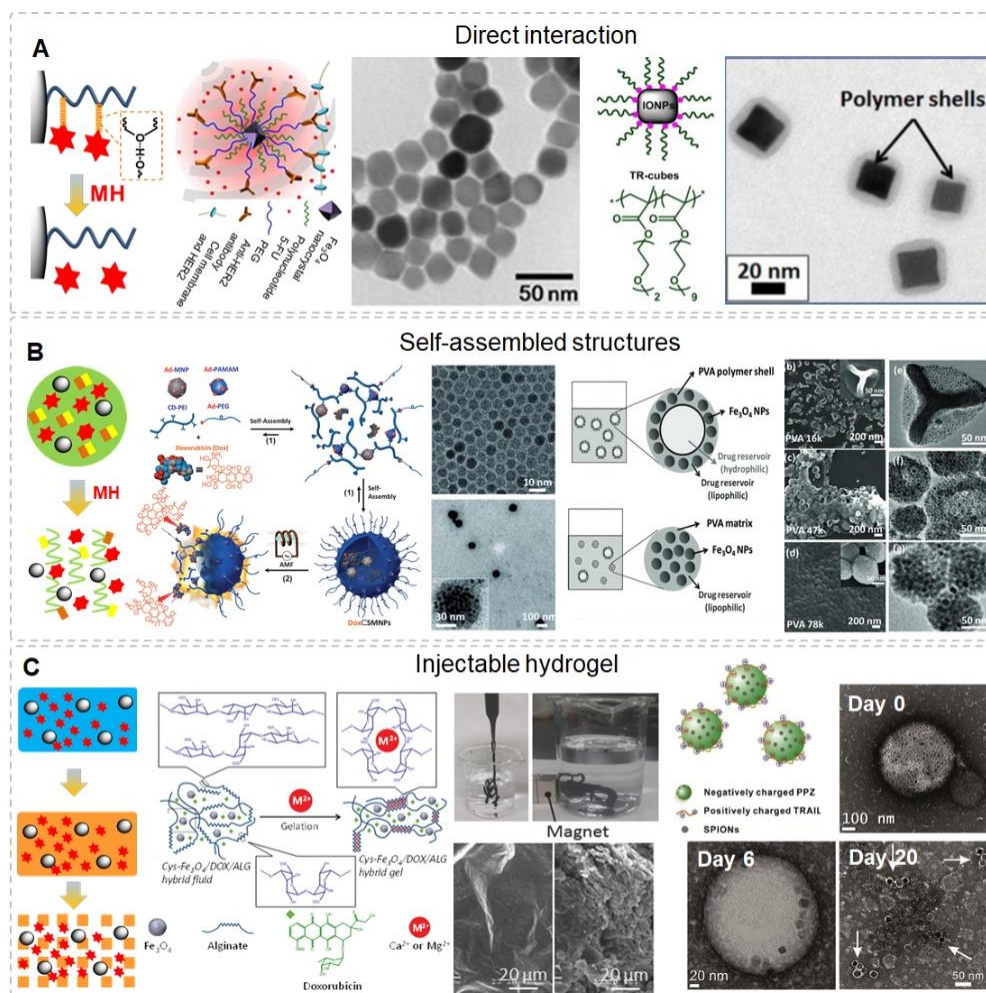 A
Direct interaction
MH
O
H
O
Cell membrane
and HER2
Anti-HER2
antibody
PEG
5-FU
Polynucleotide
Fe₃O₄
nanocrystal
50 nm
IONPs
TR-cubes
O
O
O
O
O
O
2
9
Polymer shells
20 nm
B
Self-assembled structures
MH
Ad-MNP
Ad-PAMAM
CD-PEI
Ad-PEG
+
Doxorubicin (Dox)
Self-Assembly
(1)
Self-
Assembly
(1)
AMF
(2)
Dox⊂SMNPs
10 nm
30 nm
100 nm
PVA polymer shell
Fe₃O₄ NPs
Drug reservoir
(hydrophilic)
Drug reservoir
(lipophilic)
PVA matrix
Fe₃O₄ NPs
Drug reservoir
(lipophilic)
(b)
50 nm
PVA 16k
200 nm
(e)
50 nm
(c)
PVA 47k
200 nm
(f)
50 nm
(d)
50 nm
PVA 78k
200 nm
(g)
50 nm
C
Injectable hydrogel
M²⁺
M²⁺
Gelation
Cys-Fe₃O₄/DOX/ALG
hybrid fluid
Cys-Fe₃O₄/DOX/ALG
hybrid gel
Fe₃O₄
Alginate
Doxorubicin
M²⁺
Ca²⁺ or Mg²⁺
Magnet
20 μm
20 μm
Negatively charged PPZ
Positively charged TRAIL
SPIONs
Day 0
100 nm
Day 6
20 nm
Day 20
50 nm